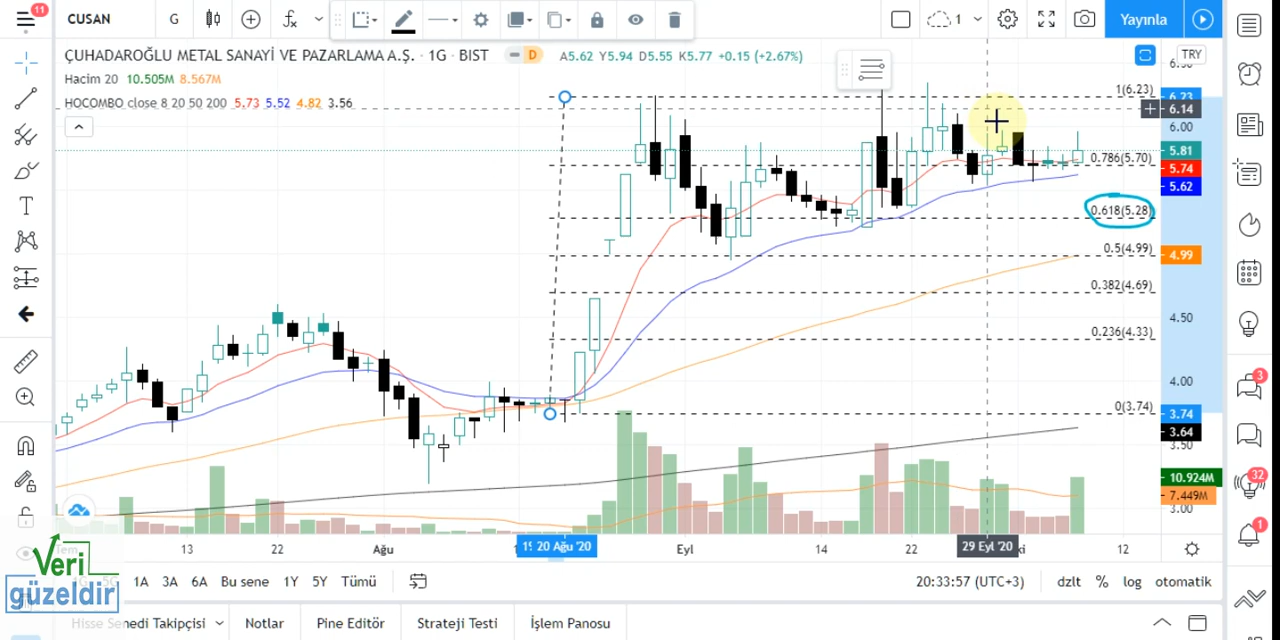 11
CUSAN
G
1
Yayınla
ÇUHADAROĞLU METAL SANAYİ VE PAZARLAMA A.Ş. · 1G · BIST
D
A5.62 Y5.94 D5.55 K5.77 +0.15 (+2.67%)
TRY
Hacim 20 10.505M 8.567M
HOCOMBO close 8 20 50 200 5.73 5.52 4.82 3.56
1(6.23)
6.23
6.14
6.00
5.81
0.786(5.70)
5.74
5.62
0.618(5.28)
0.5(4.99)
4.99
0.382(4.69)
4.50
0.236(4.33)
4.00
0(3.74)
3.74
3.64
10.924M
7.449M
3.00
13
22
Ağu
20 Ağu '20
Eyl
14
22
29 Eyl '20
12
3
32
1
Veri
güzeldir
1A 3A 6A Bu sene 1Y 5Y Tümü
20:33:57 (UTC+3)
dzlt % log otomatik
Hisse Senedi Takipçisi
Notlar
Pine Editör
Strateji Testi
İşlem Panosu